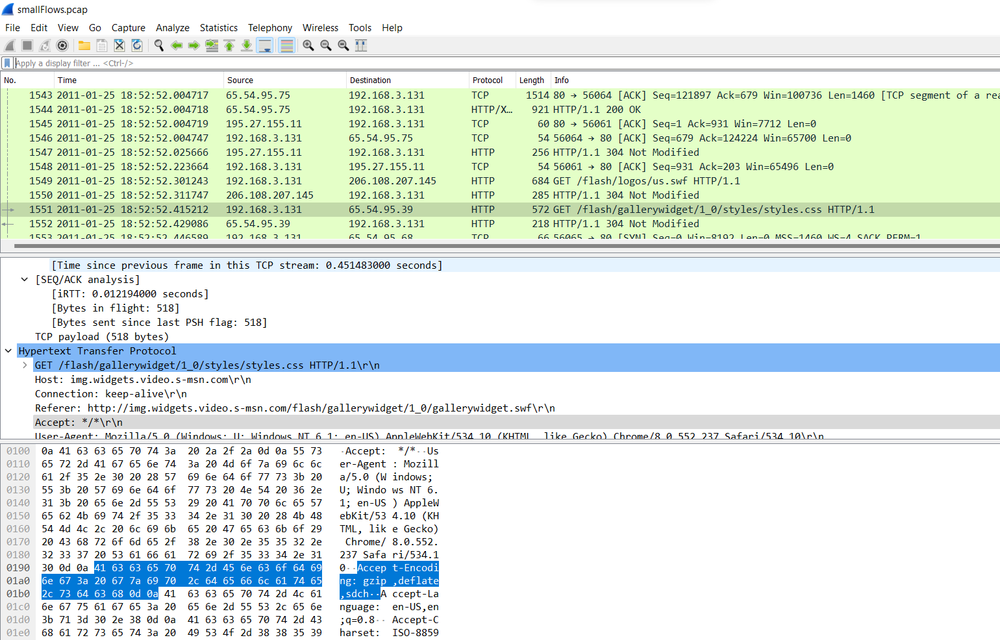 smallFlows.pcap
File Edit View Go Capture Analyze Statistics Telephony Wireless Tools Help
Apply a display filter ... <Ctrl-/>
No. Time Source Destination Protocol Length Info
1543 2011-01-25 18:52:52.004717 65.54.95.75 192.168.3.131 TCP 1514 80 → 56064 [ACK] Seq=121897 Ack=679 Win=100736 Len=1460 [TCP segment of a rea
1544 2011-01-25 18:52:52.004718 65.54.95.75 192.168.3.131 HTTP/X… 921 HTTP/1.1 200 OK
1545 2011-01-25 18:52:52.004719 195.27.155.11 192.168.3.131 TCP 60 80 → 56061 [ACK] Seq=1 Ack=931 Win=7712 Len=0
1546 2011-01-25 18:52:52.004747 192.168.3.131 65.54.95.75 TCP 54 56064 → 80 [ACK] Seq=679 Ack=124224 Win=65700 Len=0
1547 2011-01-25 18:52:52.025666 195.27.155.11 192.168.3.131 HTTP 256 HTTP/1.1 304 Not Modified
1548 2011-01-25 18:52:52.223664 192.168.3.131 195.27.155.11 TCP 54 56061 → 80 [ACK] Seq=931 Ack=203 Win=65496 Len=0
1549 2011-01-25 18:52:52.301243 192.168.3.131 206.108.207.145 HTTP 684 GET /flash/logos/us.swf HTTP/1.1
1550 2011-01-25 18:52:52.311747 206.108.207.145 192.168.3.131 HTTP 285 HTTP/1.1 304 Not Modified
1551 2011-01-25 18:52:52.415212 192.168.3.131 65.54.95.39 HTTP 572 GET /flash/gallerywidget/1_0/styles/styles.css HTTP/1.1
1552 2011-01-25 18:52:52.429086 65.54.95.39 192.168.3.131 HTTP 218 HTTP/1.1 304 Not Modified
1553 2011-01-25 18:52:52.446589 192.168.3.131 65.54.95.68 TCP 66 56065 → 80 [SYN] Seq=0 Win=8192 Len=0 MSS=1460 WS=4 SACK_PERM=1
[Time since previous frame in this TCP stream: 0.451483000 seconds]
[SEQ/ACK analysis]
[iRTT: 0.012194000 seconds]
[Bytes in flight: 518]
[Bytes sent since last PSH flag: 518]
TCP payload (518 bytes)
Hypertext Transfer Protocol
GET /flash/gallerywidget/1_0/styles/styles.css HTTP/1.1\r\n
Host: img.widgets.video.s-msn.com\r\n
Connection: keep-alive\r\n
Referer: http://img.widgets.video.s-msn.com/flash/gallerywidget/1_0/gallerywidget.swf\r\n
Accept: */*\r\n
User-Agent: Mozilla/5.0 (Windows; U; Windows NT 6.1; en-US) AppleWebKit/534.10 (KHTML, like Gecko) Chrome/8.0.552.237 Safari/534.10\r\n
0100 0a 41 63 63 65 70 74 3a 20 2a 2f 2a 0d 0a 55 73 ·Accept: */*··Us
0110 65 72 2d 41 67 65 6e 74 3a 20 4d 6f 7a 69 6c 6c er-Agent : Mozill
0120 61 2f 35 2e 30 20 28 57 69 6e 64 6f 77 73 3b 20 a/5.0 (W indows;
0130 55 3b 20 57 69 6e 64 6f 77 73 20 4e 54 20 36 2e U; Windo ws NT 6.
0140 31 3b 20 65 6e 2d 55 53 29 20 41 70 70 6c 65 57 1; en-US ) AppleW
0150 65 62 4b 69 74 2f 35 33 34 2e 31 30 20 28 4b 48 ebKit/53 4.10 (KH
0160 54 4d 4c 2c 20 6c 69 6b 65 20 47 65 63 6b 6f 29 TML, lik e Gecko)
0170 20 43 68 72 6f 6d 65 2f 38 2e 30 2e 35 35 32 2e Chrome/ 8.0.552.
0180 32 33 37 20 53 61 66 61 72 69 2f 35 33 34 2e 31 237 Safa ri/534.1
0190 30 0d 0a 41 63 63 65 70 74 2d 45 6e 63 6f 64 69 0··Accep t-Encodi
01a0 6e 67 3a 20 67 7a 69 70 2c 64 65 66 6c 61 74 65 ng: gzip ,deflate
01b0 2c 73 64 63 68 0d 0a 41 63 63 65 70 74 2d 4c 61 ,sdch··A ccept-La
01c0 6e 67 75 61 67 65 3a 20 65 6e 2d 55 53 2c 65 6e nguage: en-US,en
01d0 3b 71 3d 30 2e 38 0d 0a 41 63 63 65 70 74 2d 43 ;q=0.8·· Accept-C
01e0 68 61 72 73 65 74 3a 20 49 53 4f 2d 38 38 35 39 harset: ISO-8859